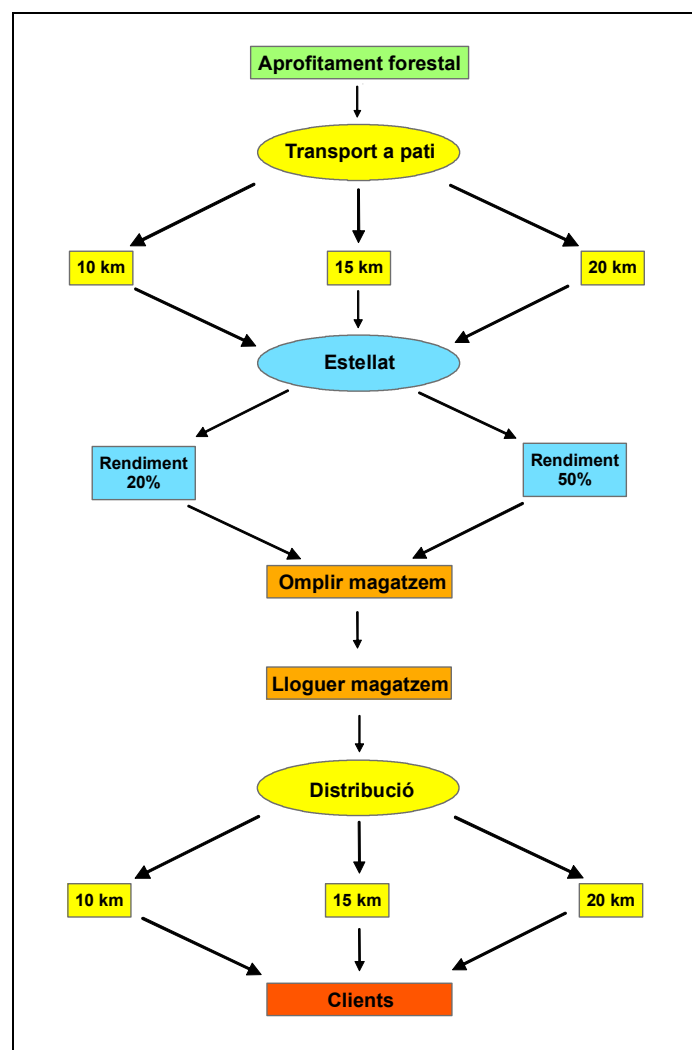 Aprofitament forestal
Transport a pati
10 km
15 km
20 km
Estellat
Rendiment
20%
Rendiment
50%
Omplir magatzem
Lloguer magatzem
Distribució
10 km
15 km
20 km
Clients